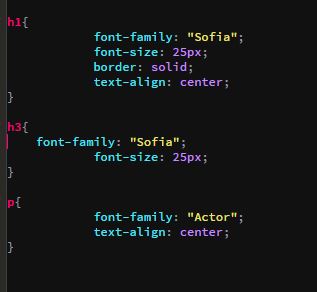 h1{
font-family: "Sofia";
font-size: 25px;
border: solid;
text-align: center;
}
h3{
font-family: "Sofia";
font-size: 25px;
}
p{
font-family: "Actor";
text-align: center;
}